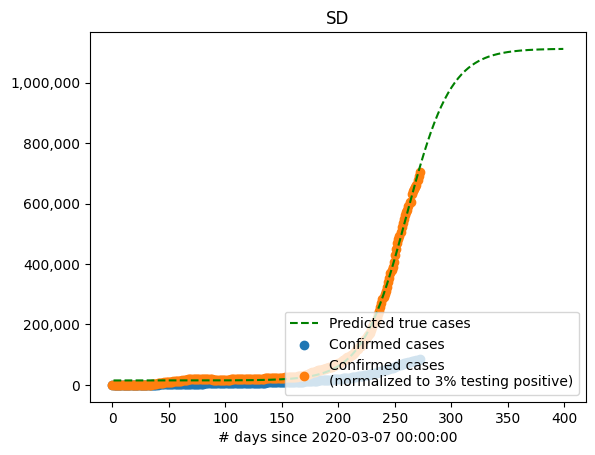 SD
1,000,000
800,000
600,000
400,000
200,000
0
Predicted true cases
Confirmed cases
Confirmed cases
(normalized to 3% testing positive)
0 50 100 150 200 250 300 350 400
# days since 2020-03-07 00:00:00